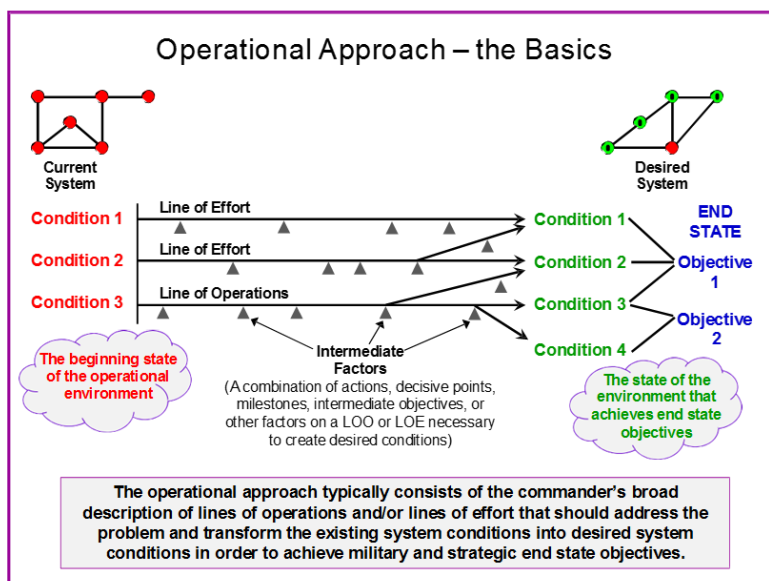 Operational Approach – the Basics
Current
System
Desired
System
Condition 1
Line of Effort
Condition 1
END
STATE
Condition 2
Line of Effort
Condition 2
Objective
1
Condition 3
Line of Operations
Condition 3
Objective
2
Condition 4
The beginning state
of the operational
environment
Intermediate
Factors
(A combination of actions, decisive points,
milestones, intermediate objectives, or
other factors on a LOO or LOE necessary
to create desired conditions)
The state of the
environment that
achieves end state
objectives
The operational approach typically consists of the commander’s broad
description of lines of operations and/or lines of effort that should address the
problem and transform the existing system conditions into desired system
conditions in order to achieve military and strategic end state objectives.